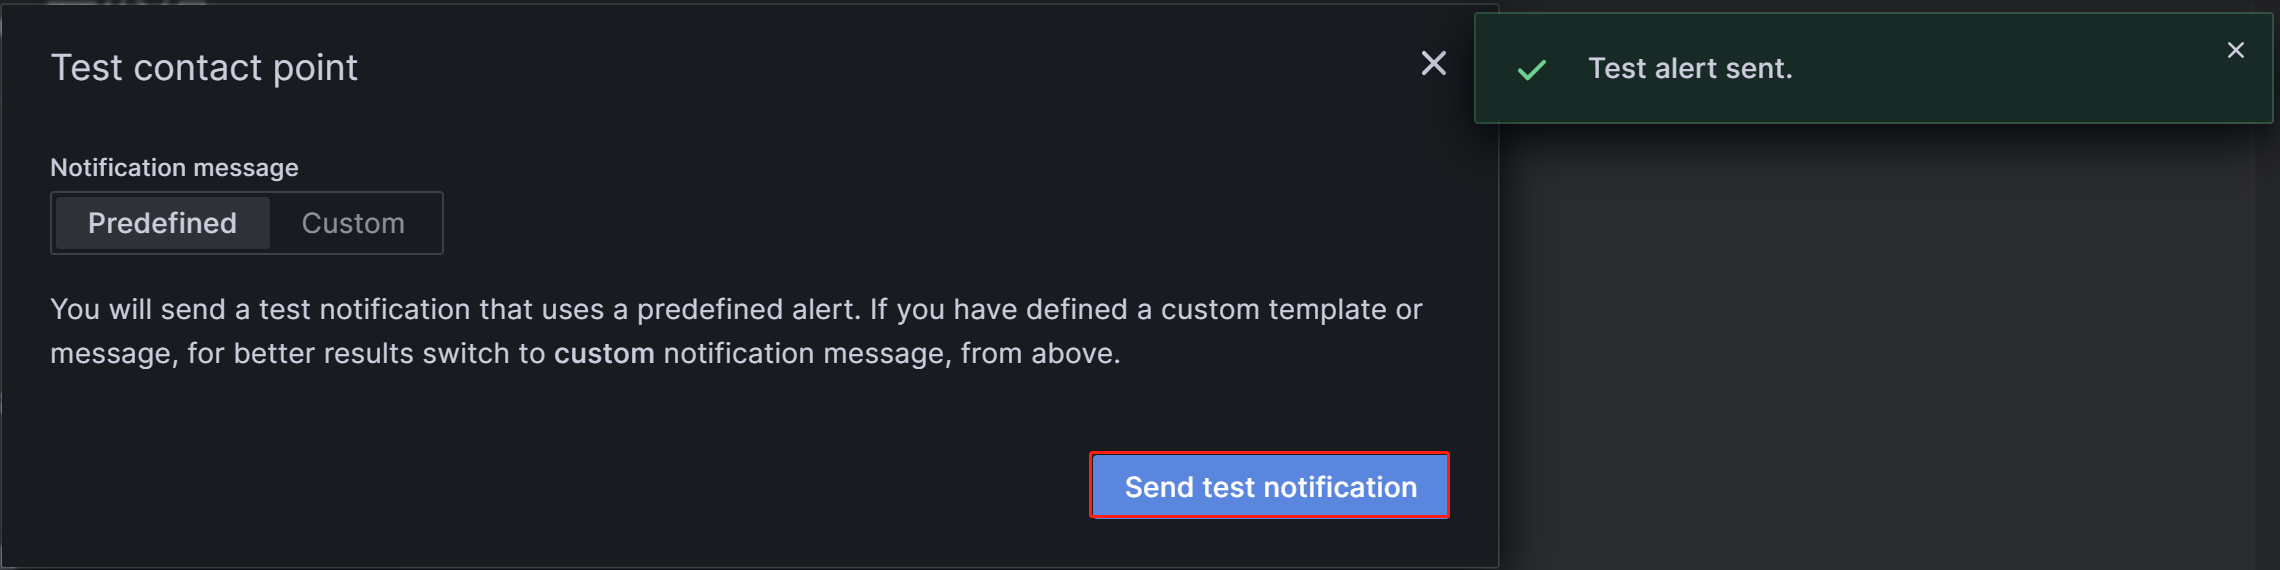 Test contact point
Test alert sent.
Notification message
Predefined Custom
You will send a test notification that uses a predefined alert. If you have defined a custom template or
message, for better results switch to custom notification message, from above.
Send test notification